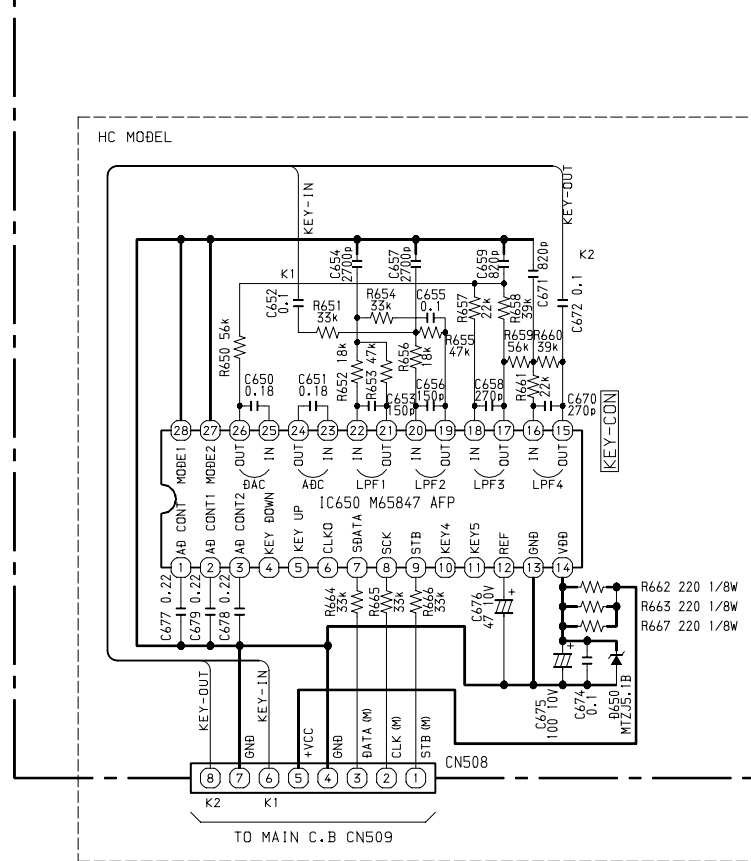 HC MODEL
KEY-IN
KEY-OUT
K1
K2
C654 2700p
C657 2700p
C659 820p
C671 820p
C672 0.1
C652 0.1
R651 33k
R654 33k
C655 0.1
R657 22k
R658 39k
R650 56k
R652 18k
R653 47k
R656 18k
R655 47k
R659 56k
R660 39k
R661 22k
C650 0.18
C651 0.18
C653 150p
C656 150p
C658 270p
C670 270p
KEY-CON
28 27 26 25 24 23 22 21 20 19 18 17 16 15
MODE1 MODE2 OUT IN OUT IN IN OUT IN OUT IN OUT IN OUT
DAC ADC LPF1 LPF2 LPF3 LPF4
IC650 M65847 AFP
AD CONT AD CONT1 AD CONT2 KEY DOWN KEY UP CLKO SDATA SCK STB KEY4 KEY5 REF GND VDD
1 2 3 4 5 6 7 8 9 10 11 12 13 14
C677 0.22
C679 0.22
C678 0.22
R664 33k
R665 33k
R666 33k
C676 47 10V
+
R662 220 1/8W
R663 220 1/8W
R667 220 1/8W
+
C675 100 10V
C674 0.1
D650 MTZJ5.1B
KEY-OUT GND KEY-IN +VCC GND DATA (M) CLK (M) STB (M)
CN508
8 7 6 5 4 3 2 1
K2 K1
TO MAIN C.B CN509